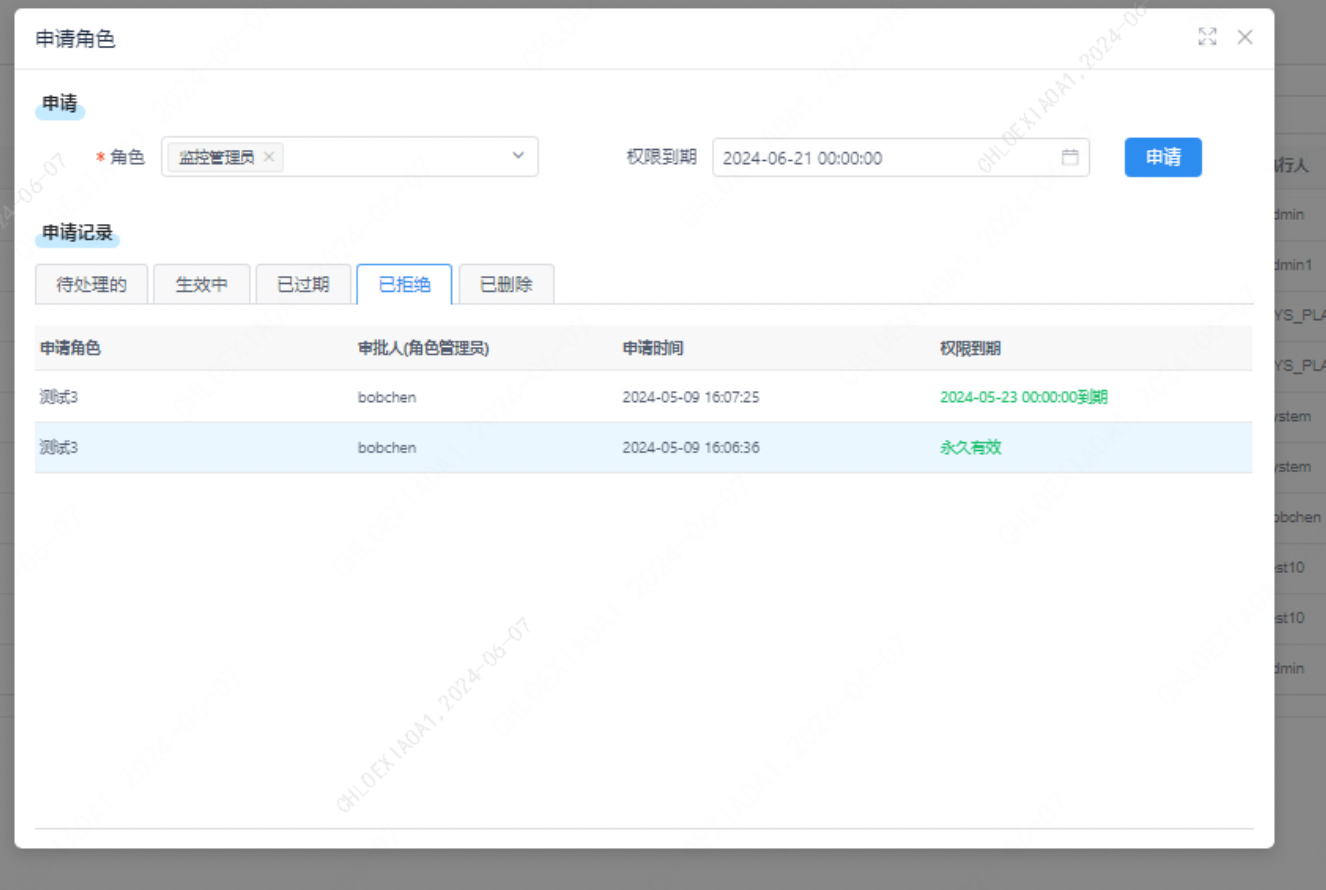 申请角色
申请
* 角色 监控管理员 权限到期 2024-06-21 00:00:00 申请
申请记录
待处理的 生效中 已过期 已拒绝 已删除
申请角色 审批人(角色管理员) 申请时间 权限到期
测试3 bobchen 2024-05-09 16:07:25 2024-05-23 00:00:00到期
测试3 bobchen 2024-05-09 16:06:36 永久有效
行人
dmin
dmin1
YS_PLA
YS_PLA
ystem
ystem
obchen
est10
est10
dmin
CHLOEXIAOA1, 2024-06-07